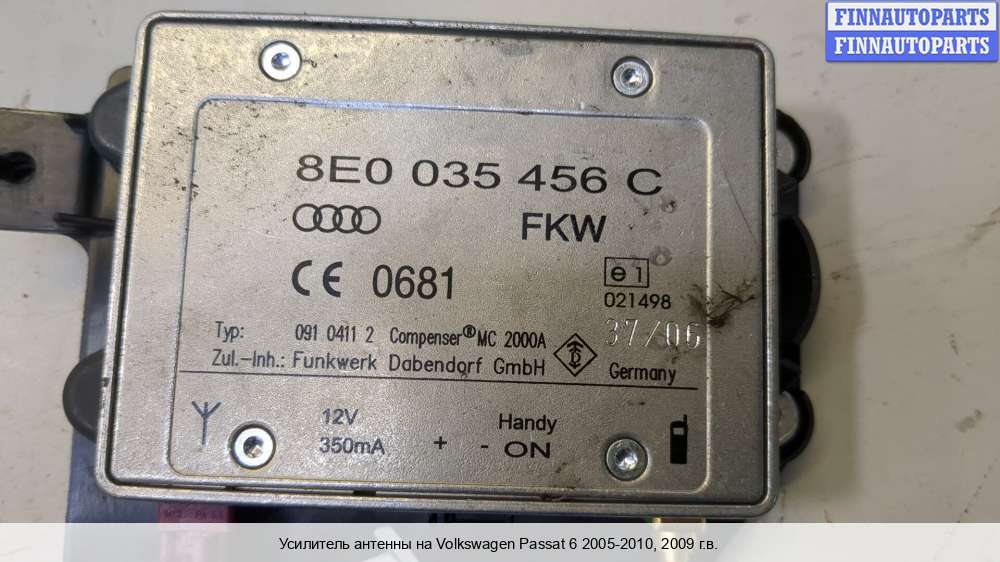 FINNAUTOPARTS
FINNAUTOPARTS
8E0 035 456 C
FKW
CE 0681
e1
021498
37/06
Typ: 091 0411 2 Compenser® MC 2000A
Zul.-Inh.: Funkwerk Dabendorf GmbH
Germany
12V
350mA
+ -
Handy
ON
Усилитель антенны на Volkswagen Passat 6 2005-2010, 2009 г.в.